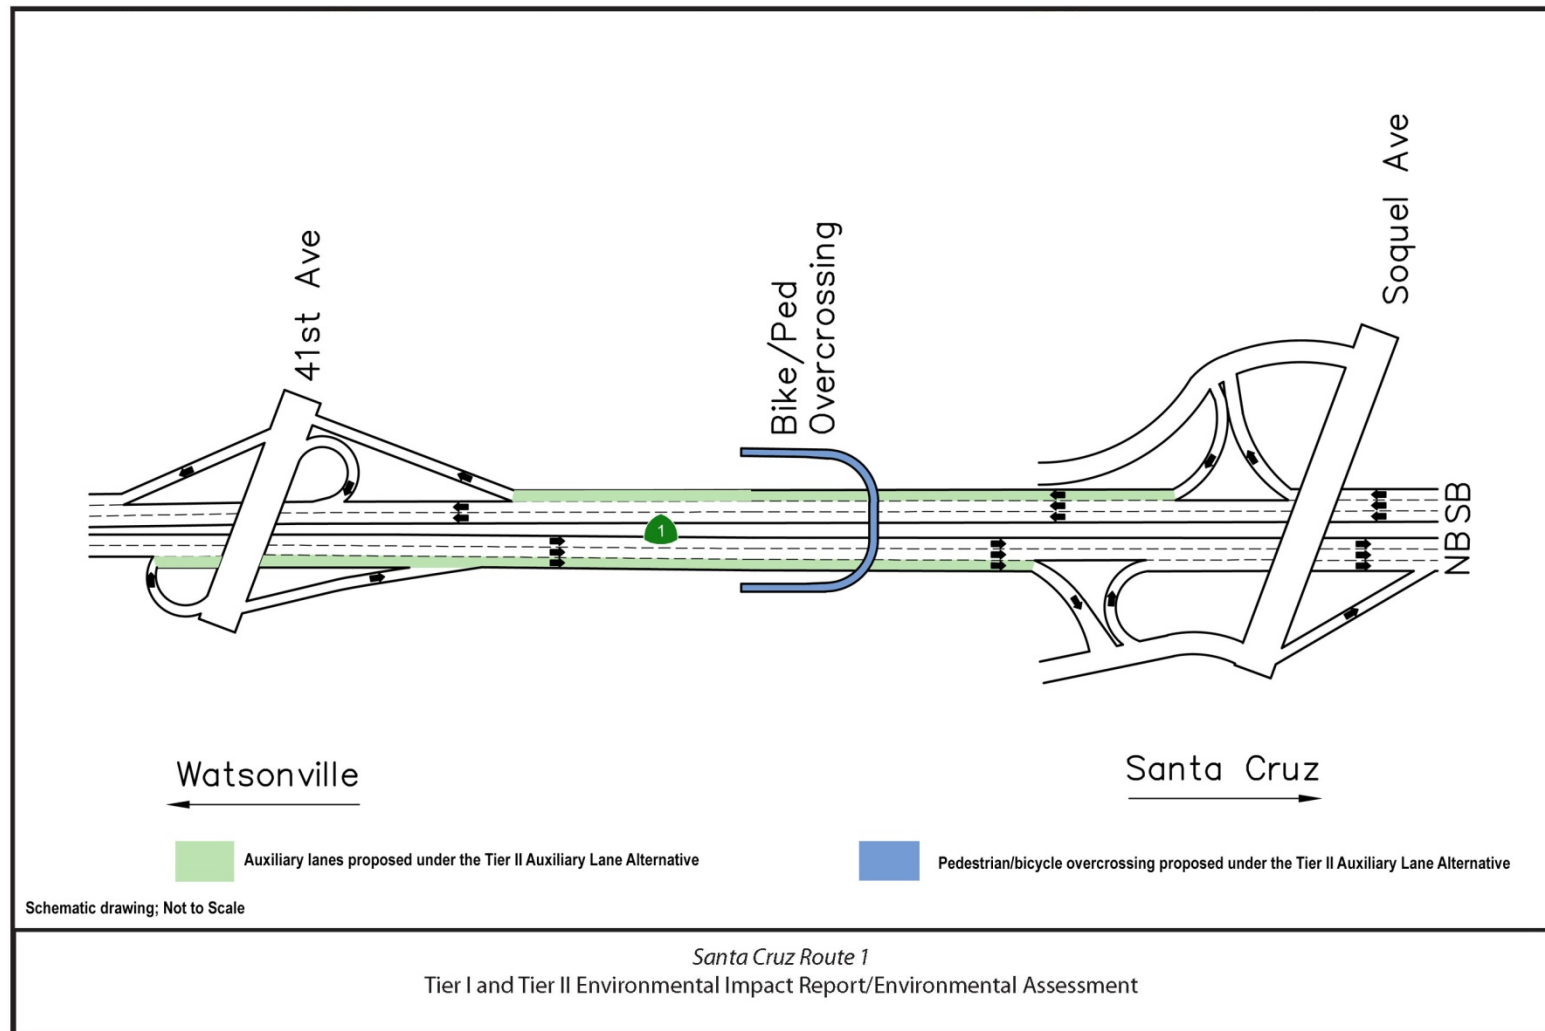 Soquel Ave
41st Ave
Bike/Ped
Overcrossing
SB
NB
1
Watsonville
Santa Cruz
Auxiliary lanes proposed under the Tier II Auxiliary Lane Alternative
Pedestrian/bicycle overcrossing proposed under the Tier II Auxiliary Lane Alternative
Schematic drawing; Not to Scale
Santa Cruz Route 1
Tier I and Tier II Environmental Impact Report/Environmental Assessment